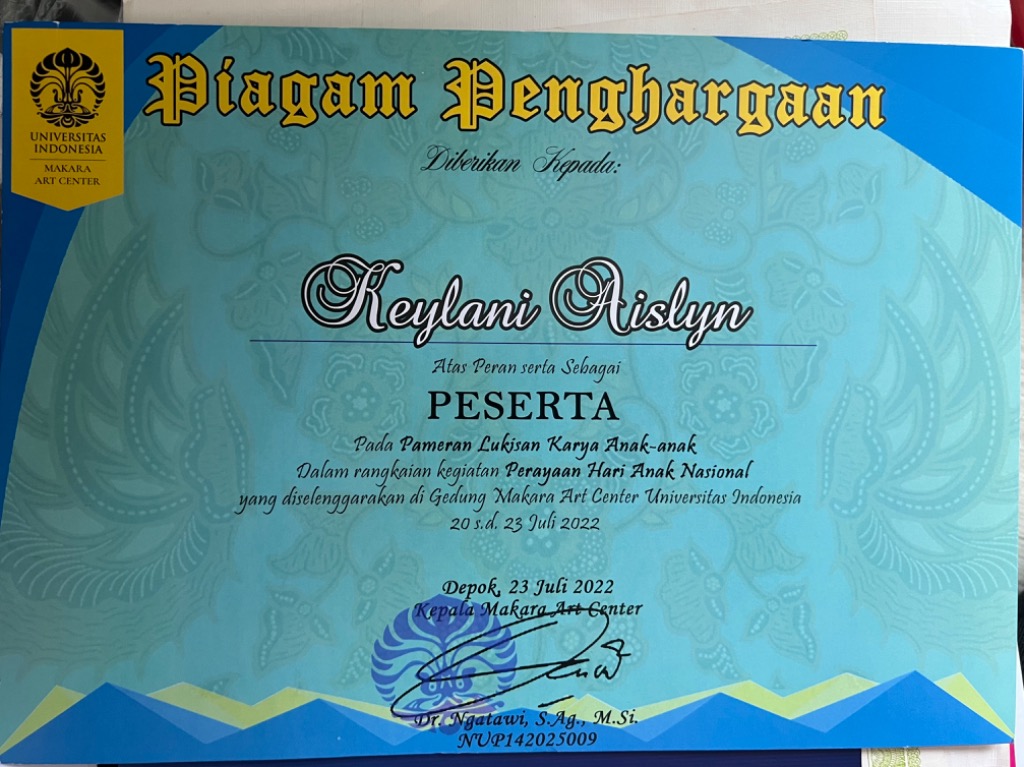 UNIVERSITAS
INDONESIA
MAKARA
ART CENTER
Piagam Penghargaan
Diberikan Kepada:
Keylani Aislyn
Atas Peran serta Sebagai
PESERTA
Pada Pameran Lukisan Karya Anak-anak
Dalam rangkaian kegiatan Perayaan Hari Anak Nasional
yang diselenggarakan di Gedung Makara Art Center Universitas Indonesia
20 s.d. 23 Juli 2022
Depok, 23 Juli 2022
Kepala Makara Art Center
Dr. Ngatawi, S.Ag., M.Si.
NUP142025009